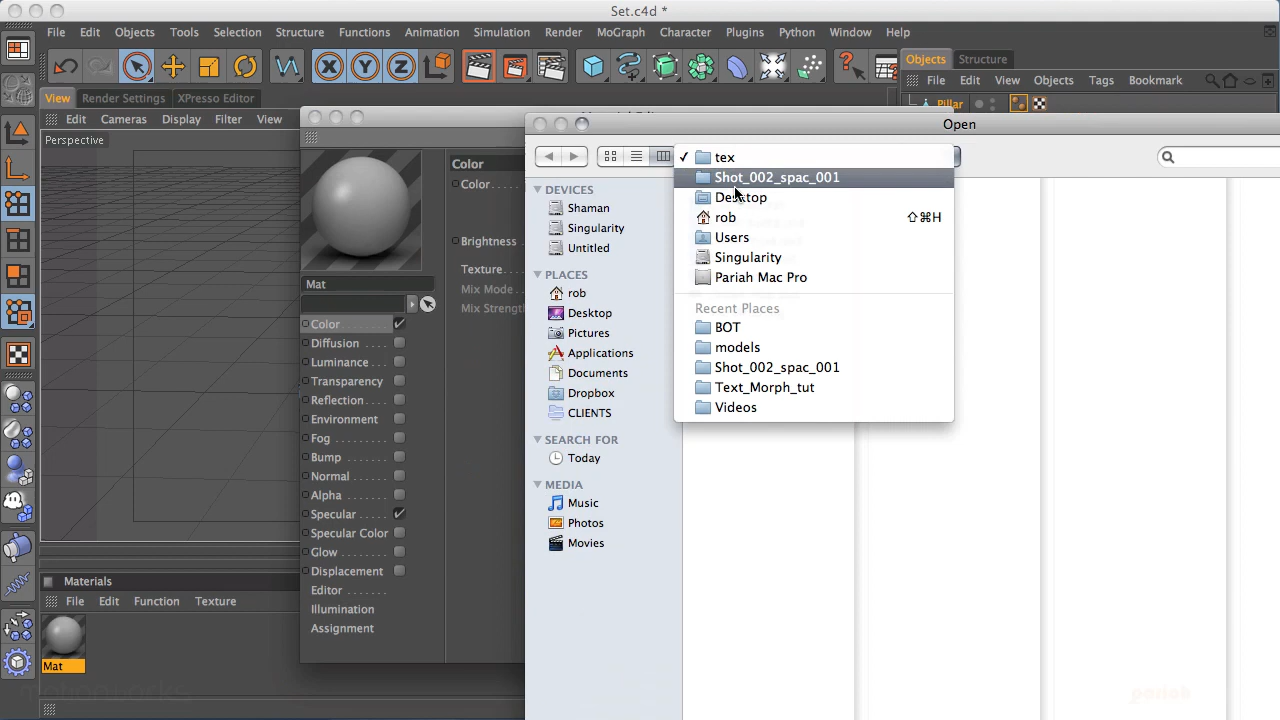 Set.c4d *
File Edit Objects Tools Selection Structure Functions Animation Simulation Render MoGraph Character Plugins Python Window Help
Objects Structure
File Edit View Objects Tags Bookmark
Pillar
View Render Settings XPresso Editor
Edit Cameras Display Filter View
Perspective
Open
Color
Color.
Brightness
Texture.
Mix Mode.
Mix Strengt
Mat
Color
Diffusion
Luminance
Transparency
Reflection
Environment
Fog
Bump
Normal
Alpha
Specular
Specular Color
Glow
Displacement
Editor
Illumination
Assignment
DEVICES
Shaman
Singularity
Untitled
PLACES
rob
Desktop
Pictures
Applications
Documents
Dropbox
CLIENTS
SEARCH FOR
Today
MEDIA
Music
Photos
Movies
✓ tex
Shot_002_spac_001
Desktop
rob ⇧⌘H
Users
Singularity
Pariah Mac Pro
Recent Places
BOT
models
Shot_002_spac_001
Text_Morph_tut
Videos
Materials
File Edit Function Texture
Mat